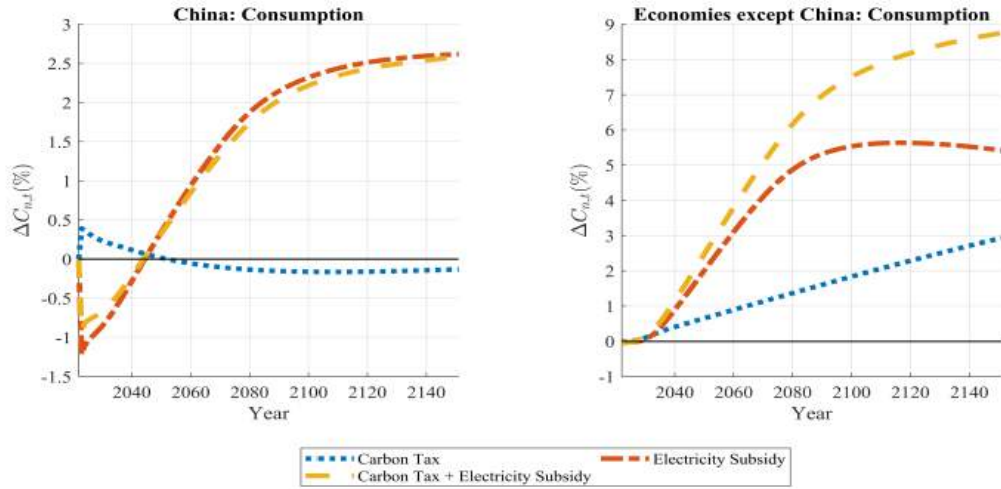 China: Consumption
3
2.5
2
1.5
1
0.5
0
-0.5
-1
-1.5
ΔC_{n,t}(%)
2040 2060 2080 2100 2120 2140
Year
Economies except China: Consumption
9
8
7
6
5
4
3
2
1
0
-1
ΔC_{n,t}(%)
2040 2060 2080 2100 2120 2140
Year
Carbon Tax
Electricity Subsidy
Carbon Tax + Electricity Subsidy